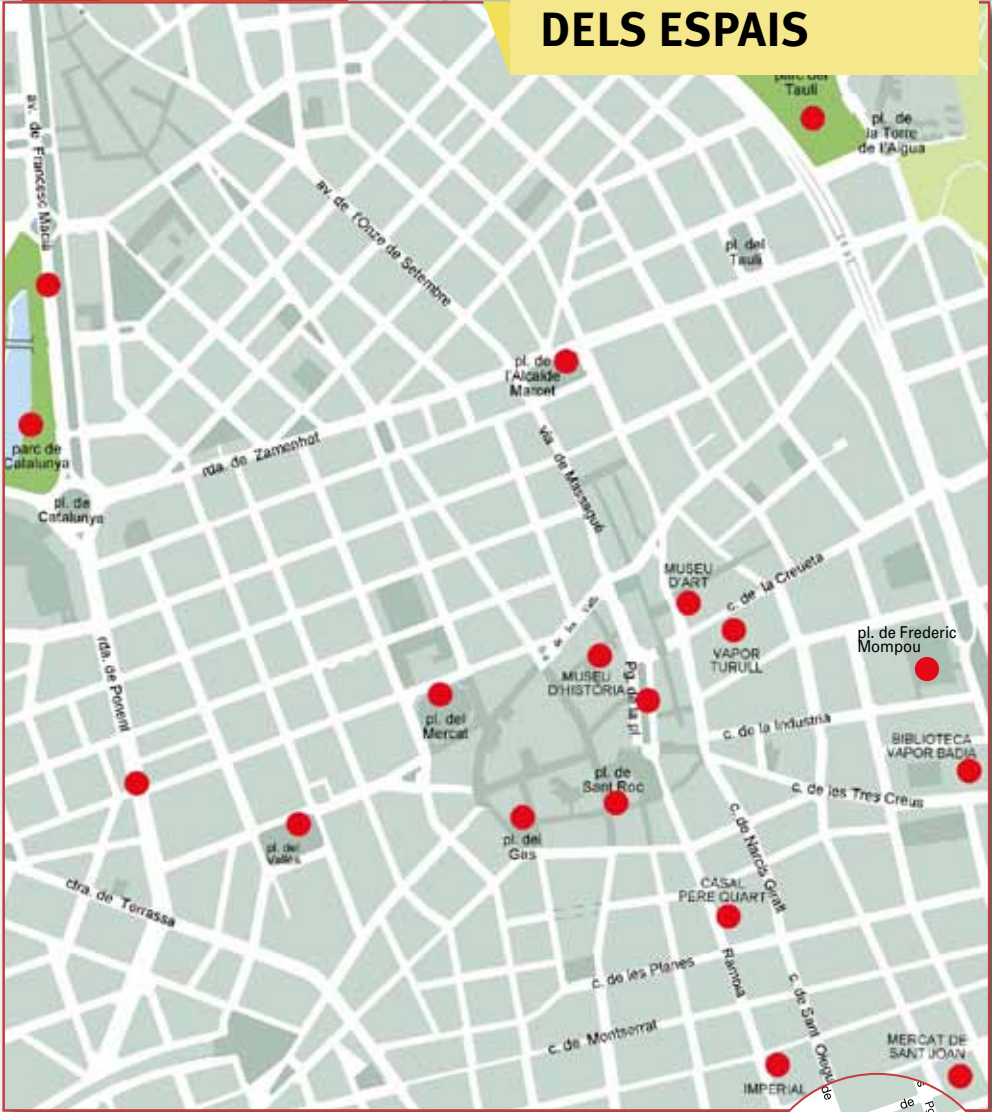 DELS ESPAIS
parc del
Taulí
pl. de
la Torre
de l'Aigua
av. de Francesc Macià
av. de l'Onze de Setembre
pl. del
Taulí
pl. de
l'Alcalde
Marcet
parc de
Catalunya
rda. de Zamenhof
via de Massagué
pl. de
Catalunya
MUSEU
D'ART
c. de la Creueta
pl. de Frederic
Mompou
VAPOR
TURULL
rda. de Ponent
MUSEU
D'HISTÒRIA
Pg. de la pl
pl. del
Mercat
c. de la Indústria
BIBLIOTECA
VAPOR BADIA
pl. de
Sant Roc
c. de les Tres Creus
pl. del
Gas
pl. del
Vallès
c. de Narcís Giralt
ctra. de Terrassa
CASAL
PERE QUART
c. de les Planes
Ramola
c. de Sant Oleguer
c. de Montserrat
MERCAT DE
SANT JOAN
IMPERIAL
de
de
s